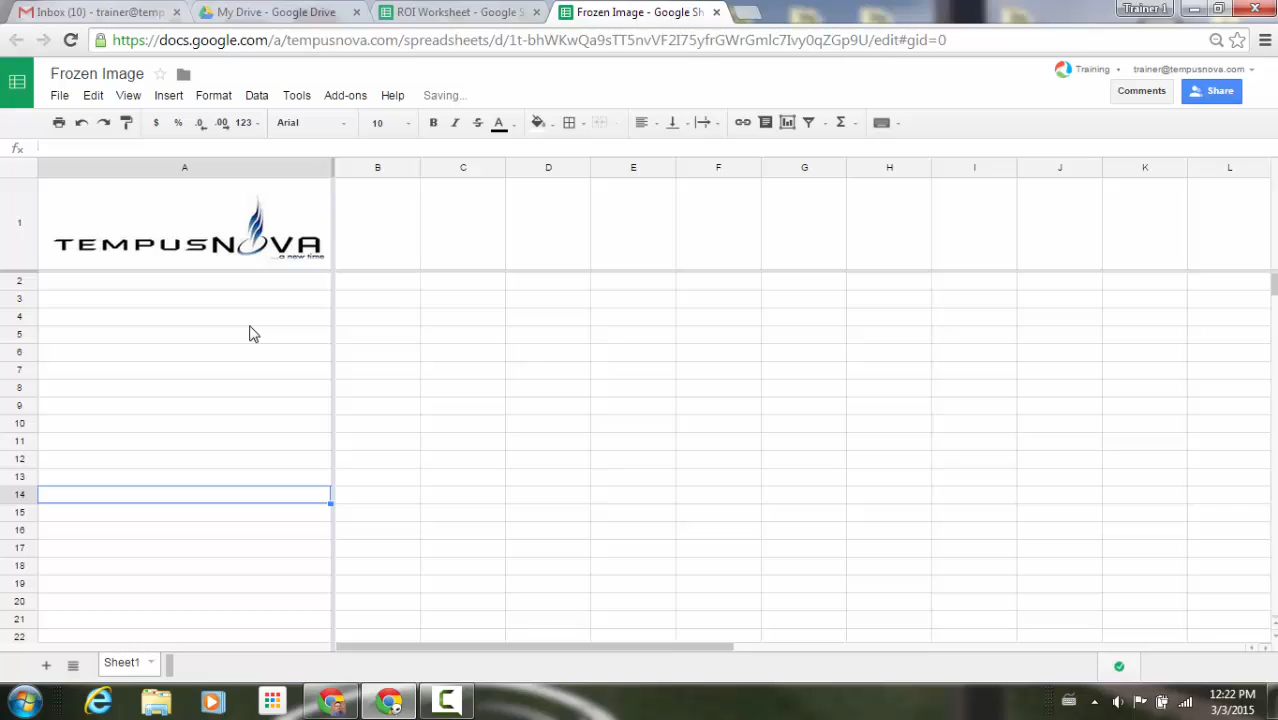 Inbox (10) - trainer@temp
My Drive - Google Drive
ROI Worksheet - Google S
Frozen Image - Google Sh
Trainer 1
https://docs.google.com/a/tempusnova.com/spreadsheets/d/1t-bhWKwQa9sTT5nvVF2I75yfrGWrGmlc7Ivy0qZGp9U/edit#gid=0
Frozen Image
Training
trainer@tempusnova.com
File Edit View Insert Format Data Tools Add-ons Help Saving...
Comments
Share
$ % .0 .00 123 Arial 10 B I S A Σ
fx
A B C D E F G H I J K L
1
TEMPUSNOVA
...a new time
2
3
4
5
6
7
8
9
10
11
12
13
14
15
16
17
18
19
20
21
22
+ Sheet1
12:22 PM
3/3/2015